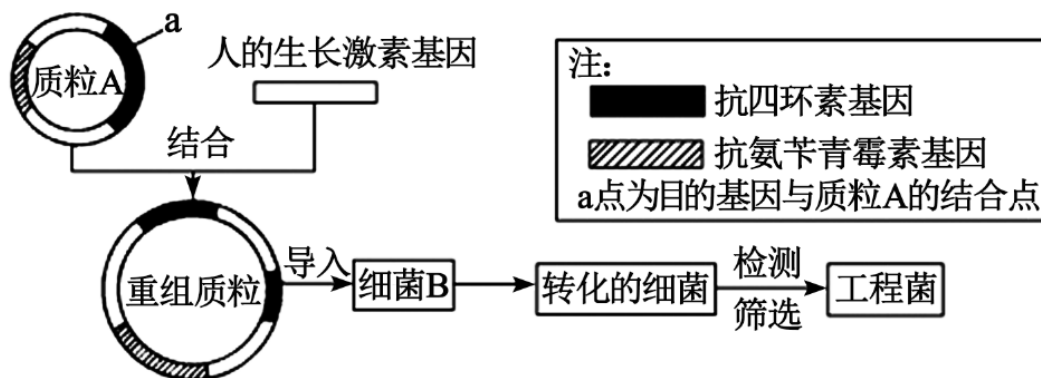 a
质粒A
人的生长激素基因
结合
注：
抗四环素基因
抗氨苄青霉素基因
a点为目的基因与质粒A的结合点
重组质粒
导入
细菌B
转化的细菌
检测
筛选
工程菌